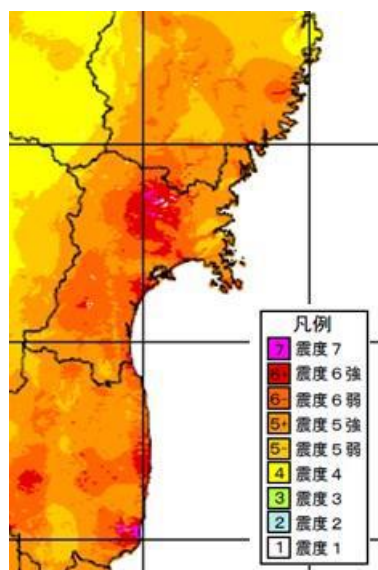 凡例
7 震度7
6+ 震度6強
6- 震度6弱
5+ 震度5強
5- 震度5弱
4 震度4
3 震度3
2 震度2
1 震度1